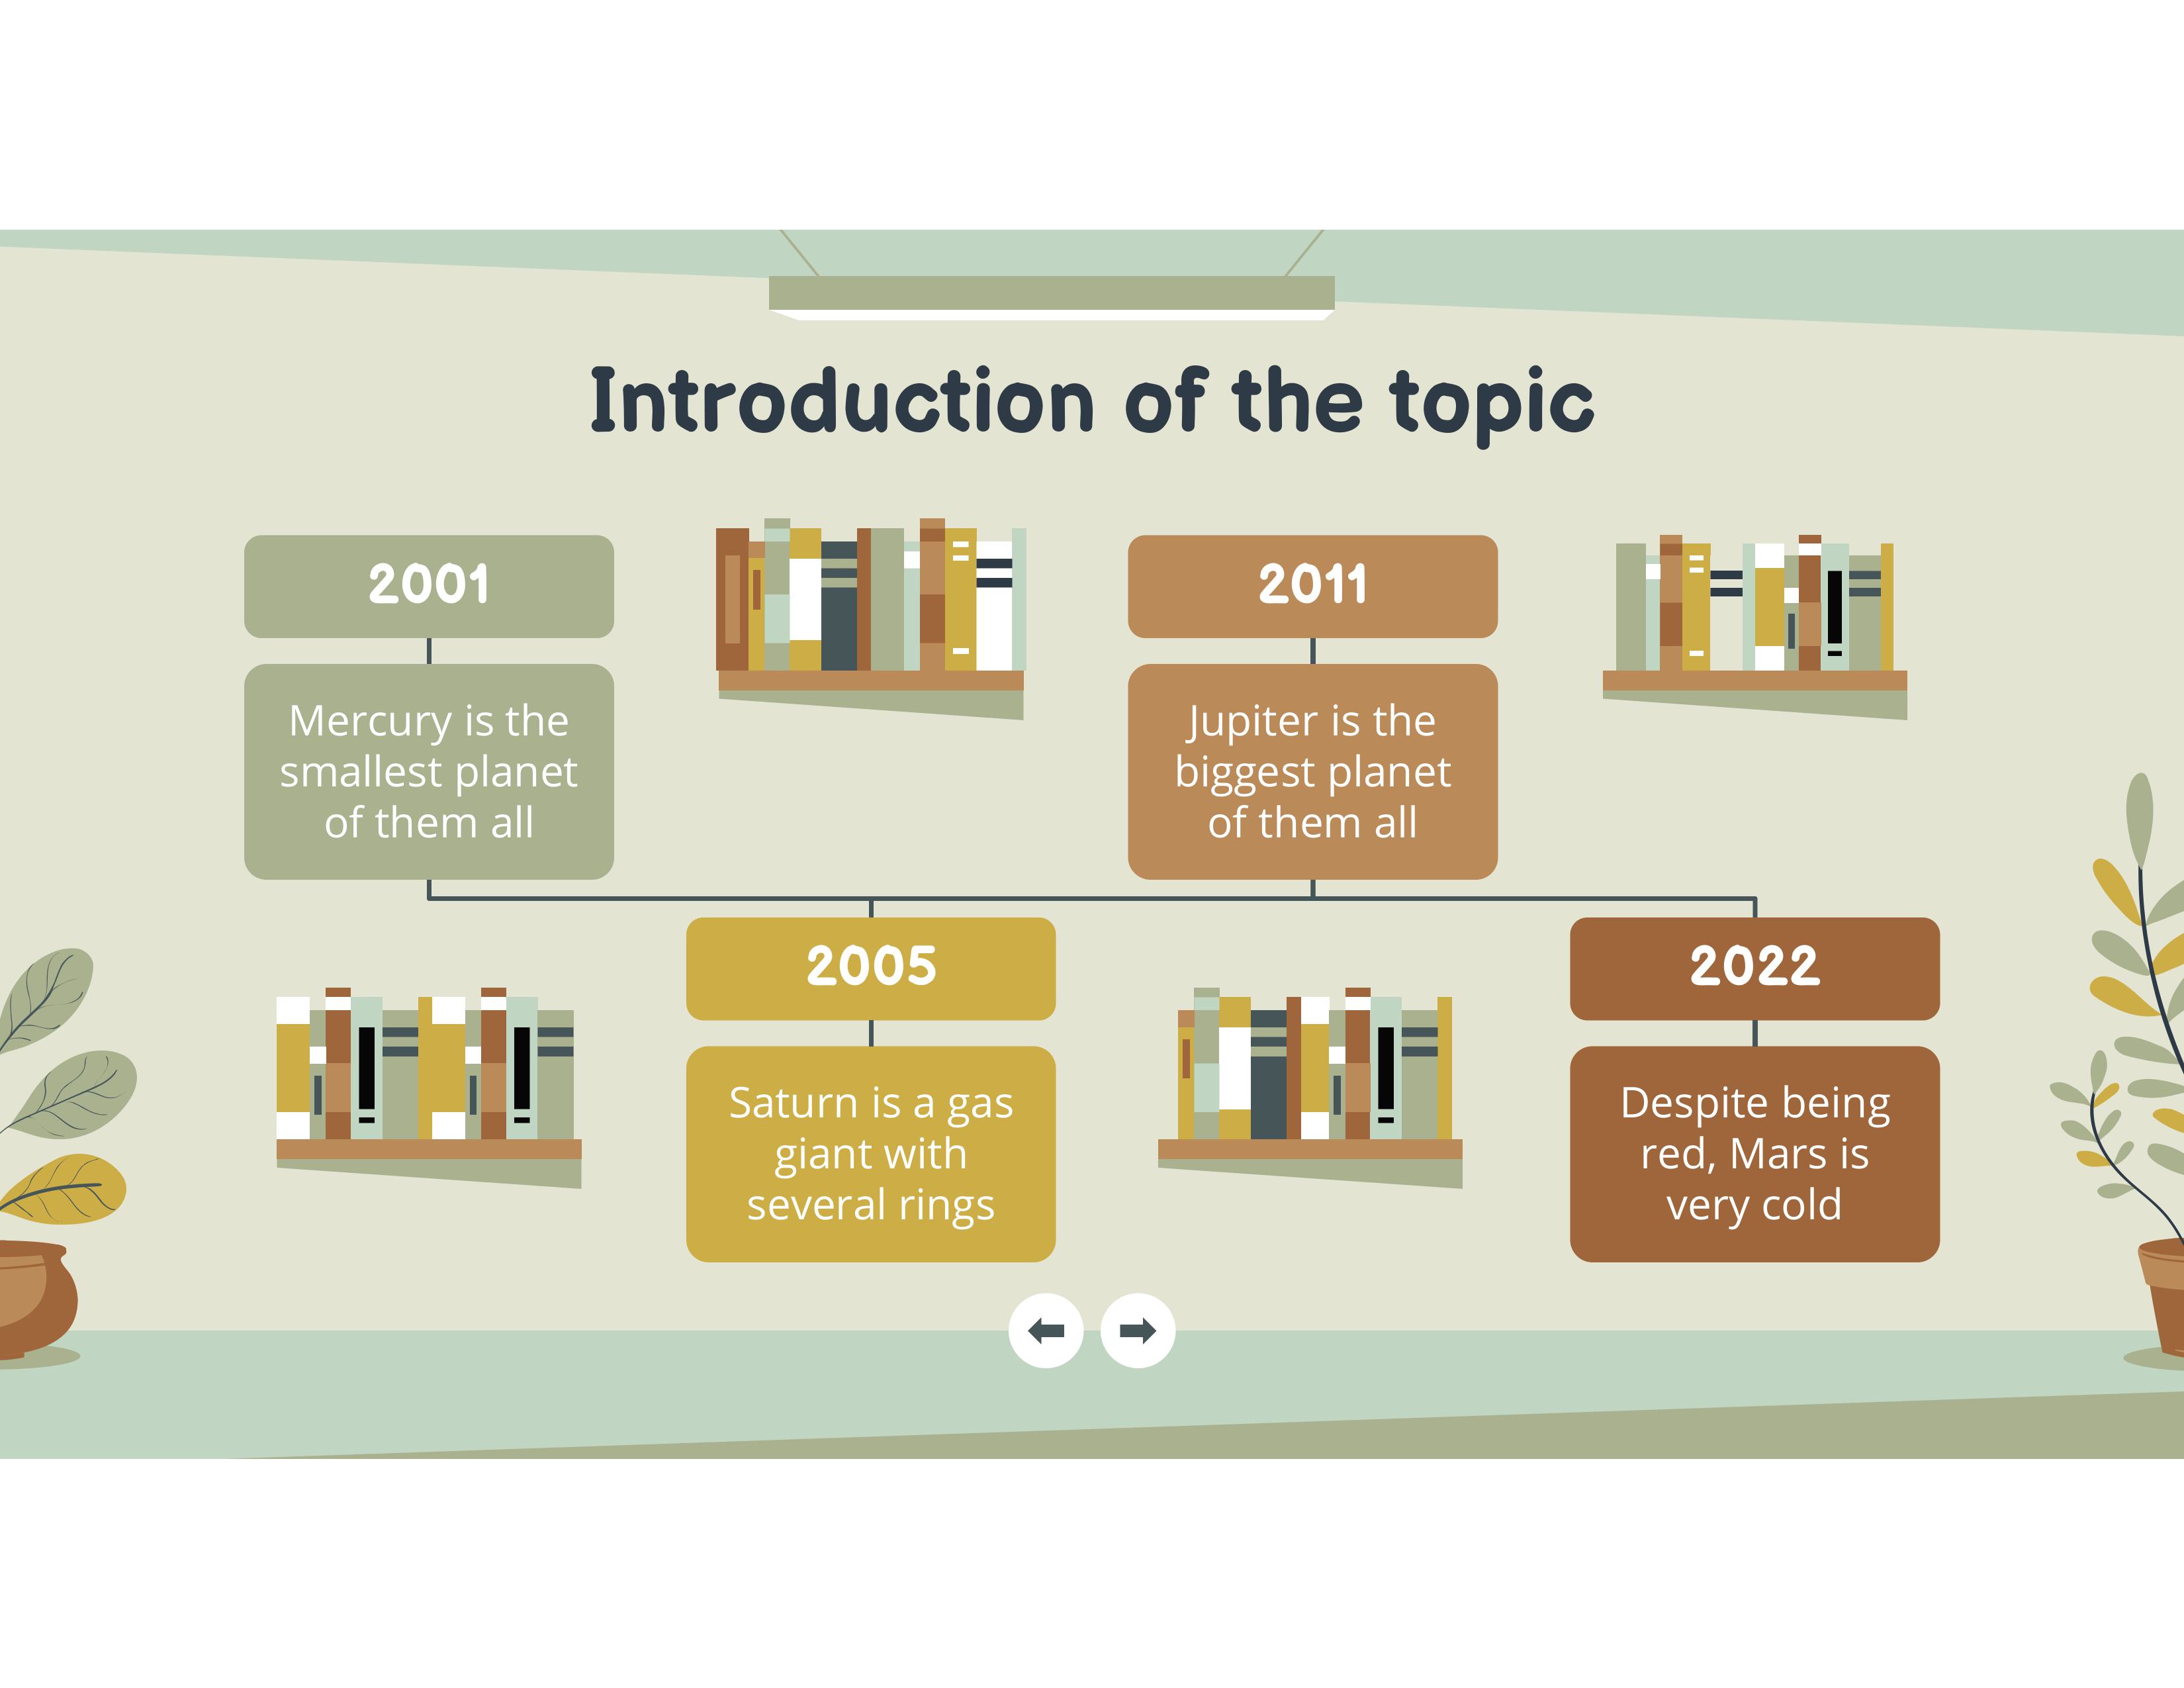 Introduction of the topic
2001
Mercury is the
smallest planet
of them all
2005
Saturn is a gas
giant with
several rings
2011
Jupiter is the
biggest planet
of them all
2022
Despite being
red, Mars is
very cold